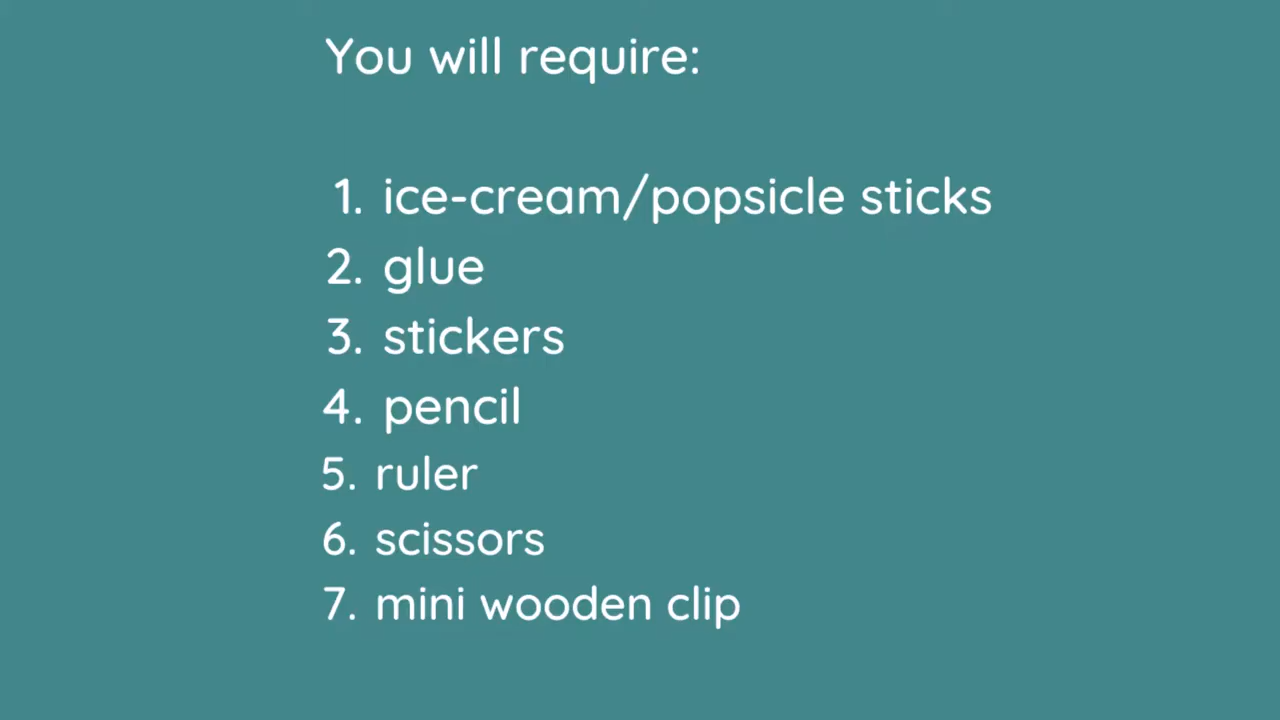 You will require:
1. ice-cream/popsicle sticks
2. glue
3. stickers
4. pencil
5. ruler
6. scissors
7. mini wooden clip